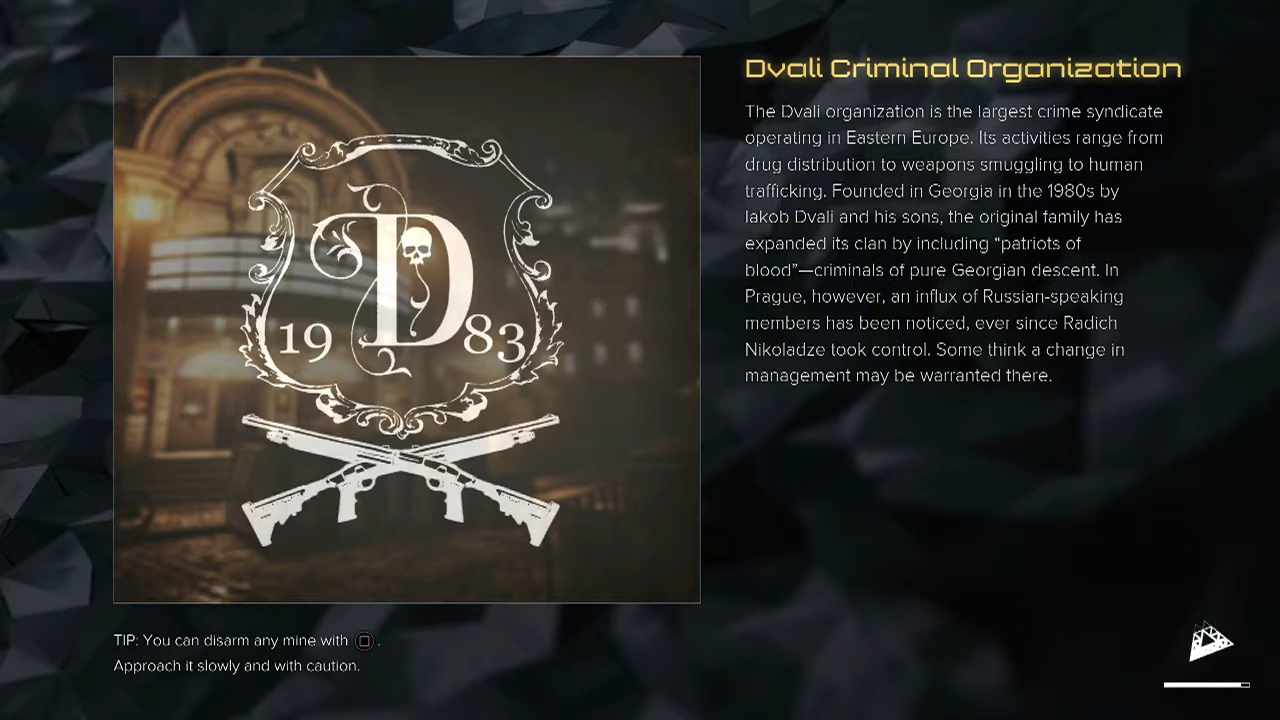 Dvali Criminal Organization
The Dvali organization is the largest crime syndicate
operating in Eastern Europe. Its activities range from
drug distribution to weapons smuggling to human
trafficking. Founded in Georgia in the 1980s by
Iakob Dvali and his sons, the original family has
expanded its clan by including “patriots of
blood”—criminals of pure Georgian descent. In
Prague, however, an influx of Russian-speaking
members has been noticed, ever since Radich
Nikoladze took control. Some think a change in
management may be warranted there.
D
19 83
TIP: You can disarm any mine with .
Approach it slowly and with caution.